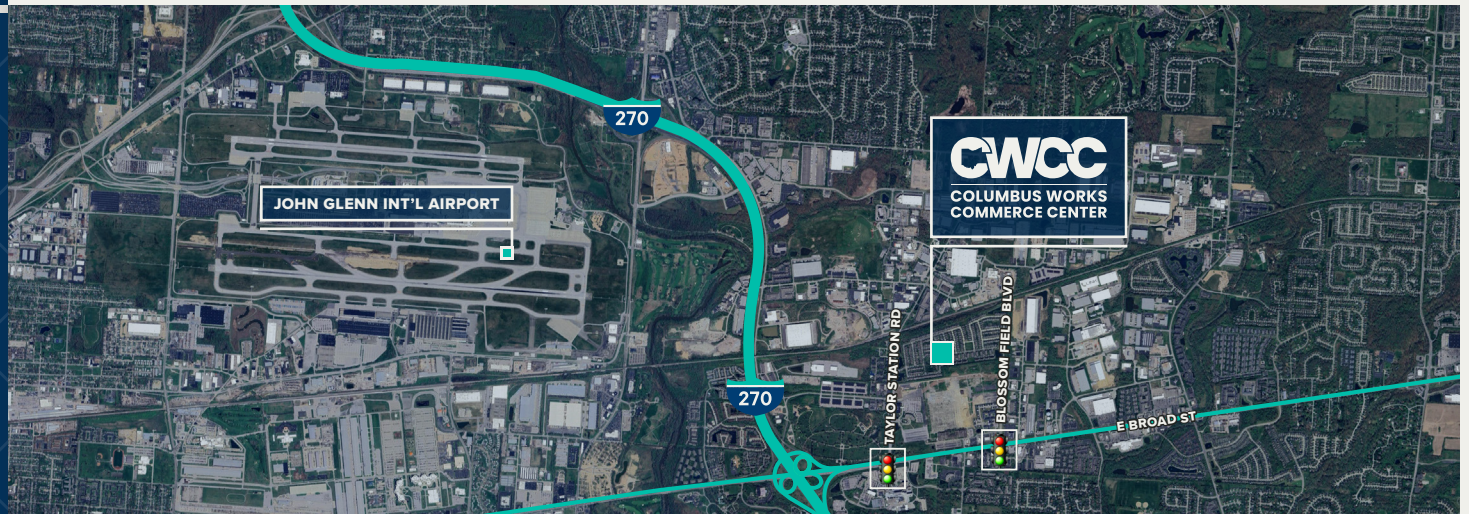 270
CWCC
COLUMBUS WORKS
COMMERCE CENTER
JOHN GLENN INT'L AIRPORT
TAYLOR STATION RD
BLOSSOM FIELD BLVD
270
E BROAD ST